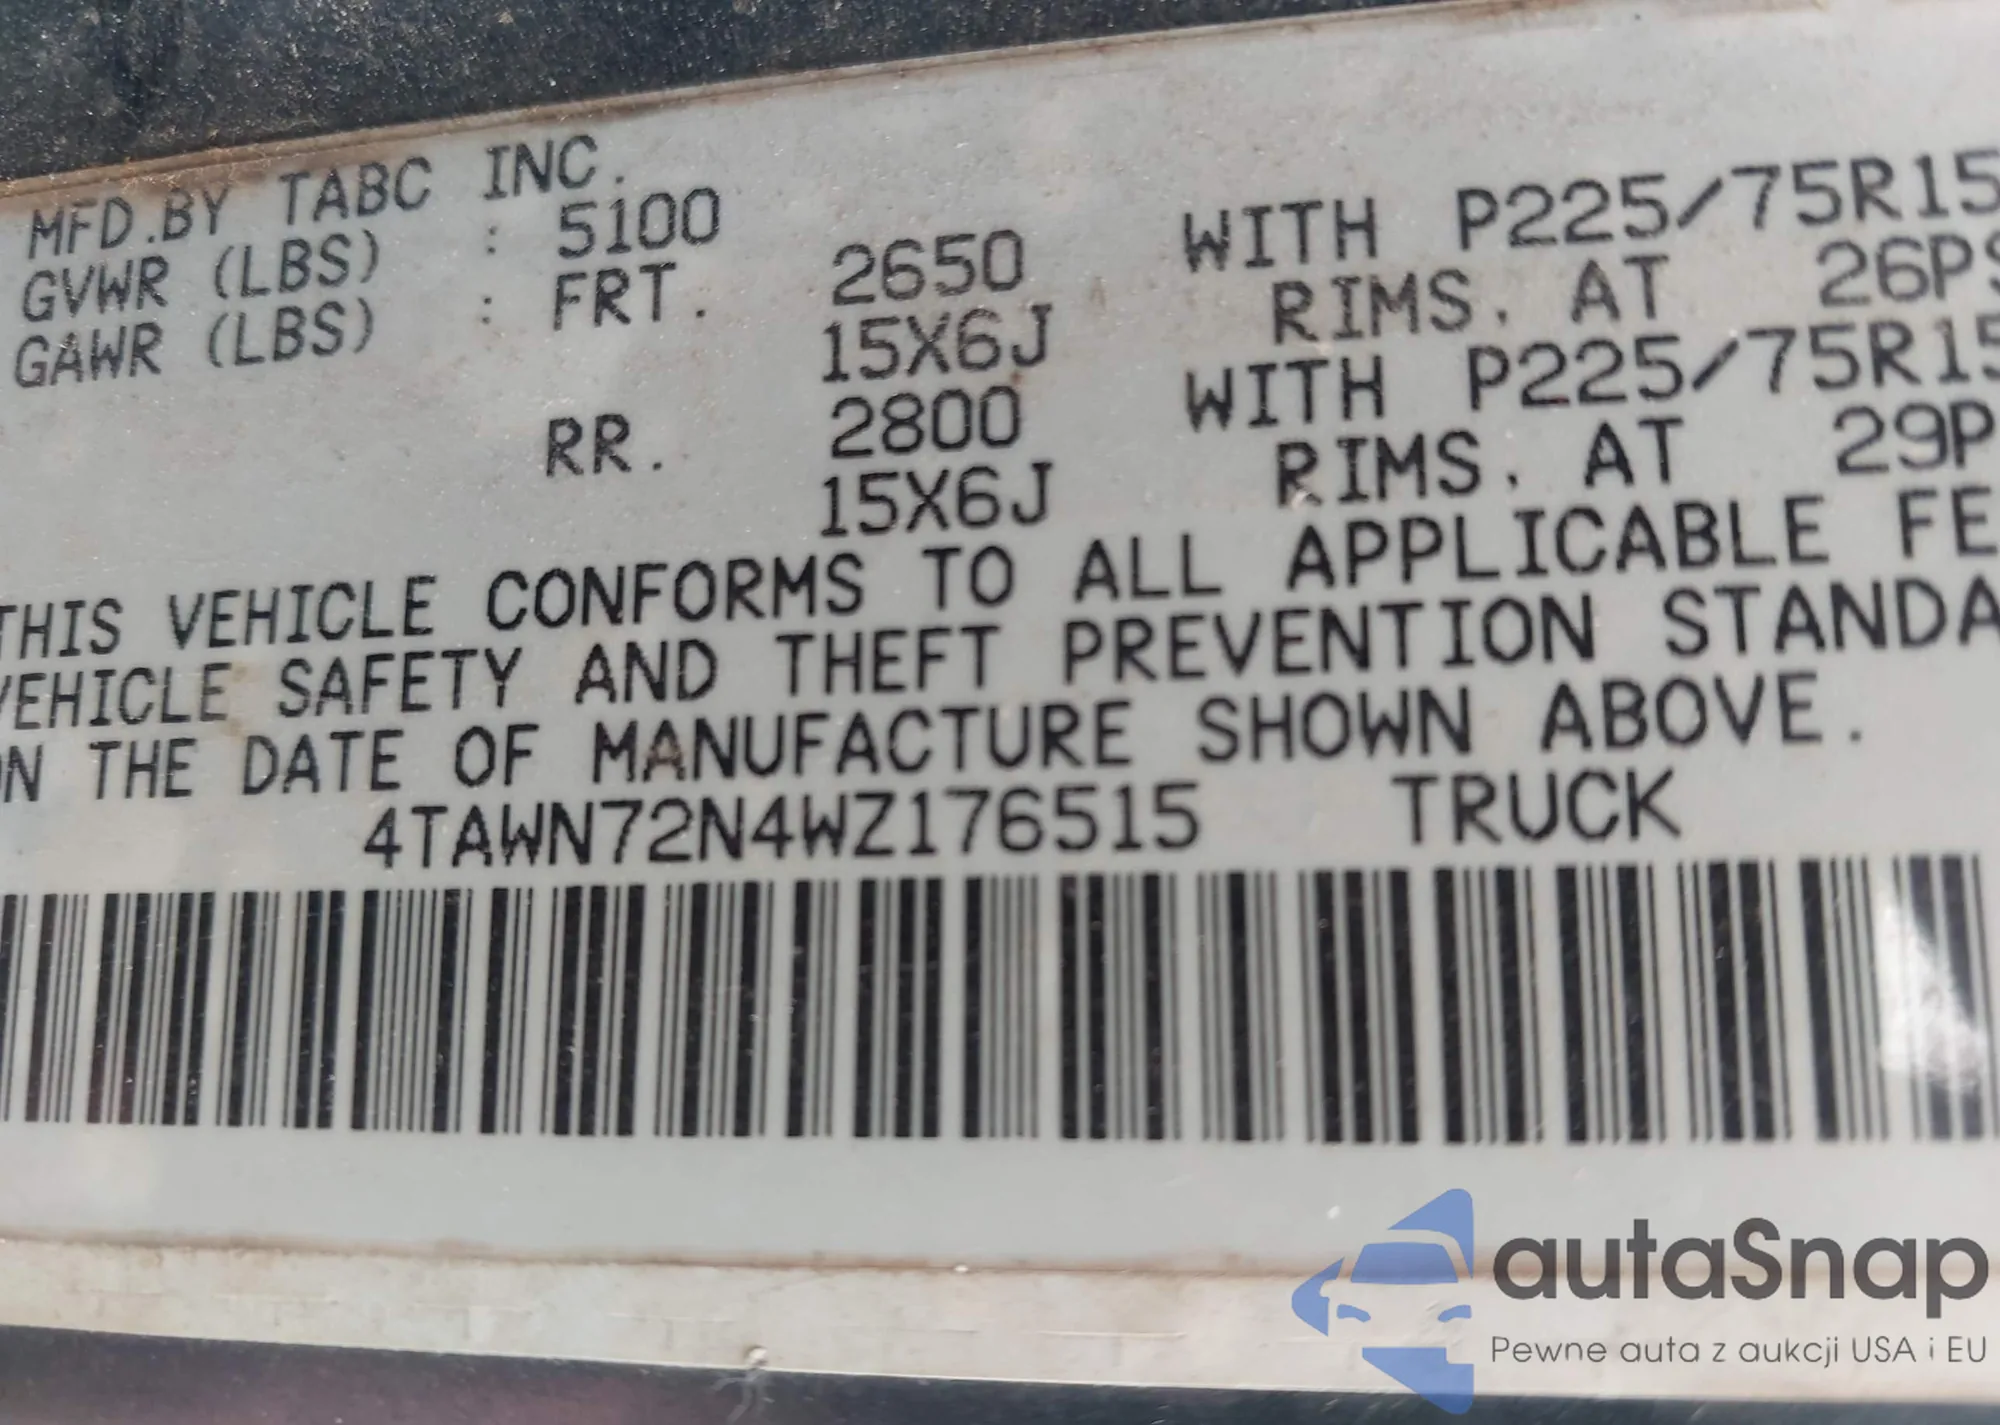 MFD.BY TABC INC.
GVWR (LBS) : 5100
GAWR (LBS) : FRT. 2650 WITH P225/75R15
15X6J RIMS. AT 26PS
RR. 2800 WITH P225/75R15
15X6J RIMS. AT 29P
THIS VEHICLE CONFORMS TO ALL APPLICABLE FE
VEHICLE SAFETY AND THEFT PREVENTION STANDA
ON THE DATE OF MANUFACTURE SHOWN ABOVE.
4TAWN72N4WZ176515 TRUCK
autaSnap
Pewne auta z aukcji USA i EU